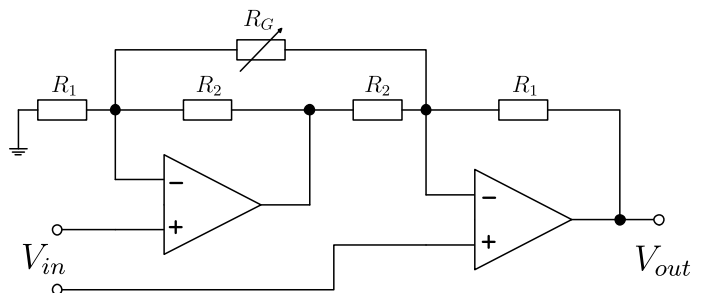 R_G
R_1 R_2 R_2 R_1
−
+
−
+
V_in
V_out